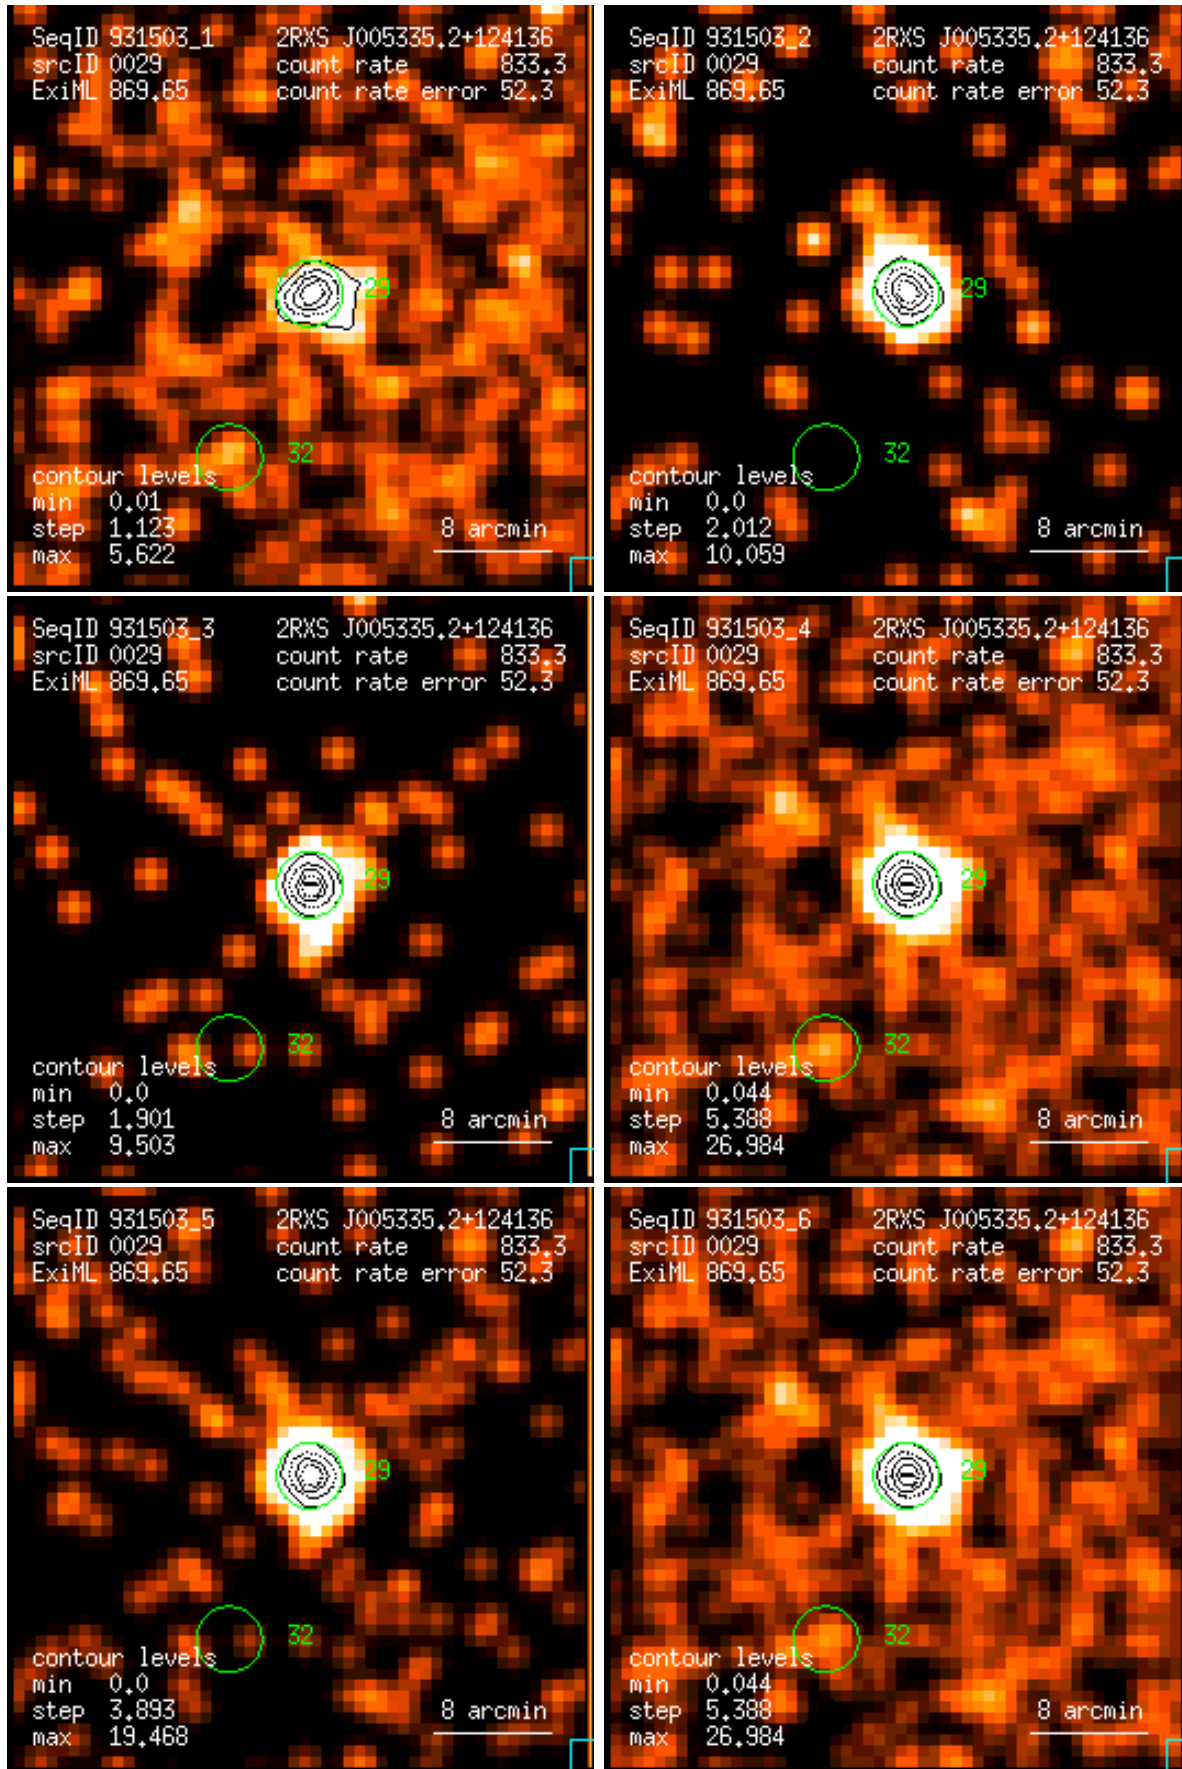 SeqID 931503_1 2RXS J005335.2+124136
srcID 0029 count rate 833.3
ExiML 869.65 count rate error 52.3
29
32
contour levels
min 0.01
step 1.123
max 5.622
8 arcmin
SeqID 931503_2 2RXS J005335.2+124136
srcID 0029 count rate 833.3
ExiML 869.65 count rate error 52.3
29
32
contour levels
min 0.0
step 2.012
max 10.059
8 arcmin
SeqID 931503_3 2RXS J005335.2+124136
srcID 0029 count rate 833.3
ExiML 869.65 count rate error 52.3
29
32
contour levels
min 0.0
step 1.901
max 9.503
8 arcmin
SeqID 931503_4 2RXS J005335.2+124136
srcID 0029 count rate 833.3
ExiML 869.65 count rate error 52.3
29
32
contour levels
min 0.044
step 5.388
max 26.984
8 arcmin
SeqID 931503_5 2RXS J005335.2+124136
srcID 0029 count rate 833.3
ExiML 869.65 count rate error 52.3
29
32
contour levels
min 0.0
step 3.893
max 19.468
8 arcmin
SeqID 931503_6 2RXS J005335.2+124136
srcID 0029 count rate 833.3
ExiML 869.65 count rate error 52.3
29
32
contour levels
min 0.044
step 5.388
max 26.984
8 arcmin